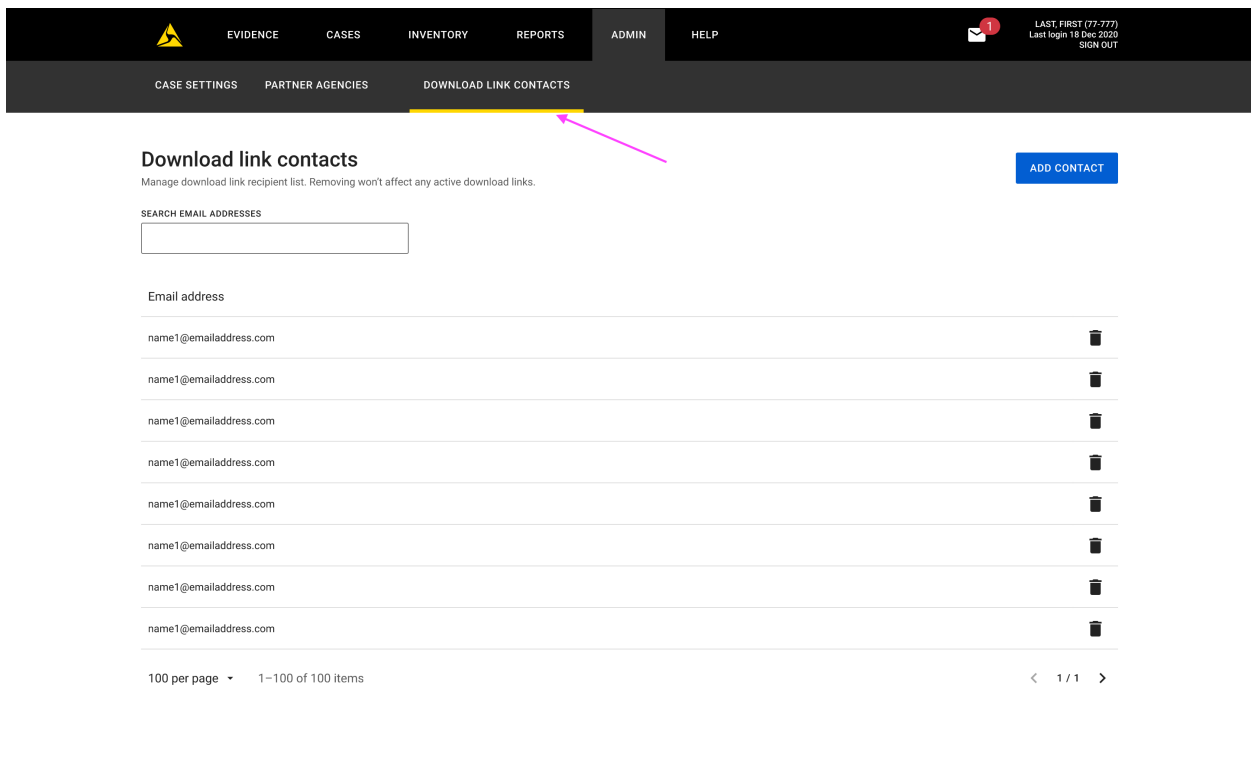 EVIDENCE CASES INVENTORY REPORTS ADMIN HELP 1 LAST, FIRST (77-777)
Last login 18 Dec 2020
SIGN OUT
CASE SETTINGS PARTNER AGENCIES DOWNLOAD LINK CONTACTS
Download link contacts
Manage download link recipient list. Removing won't affect any active download links.
ADD CONTACT
SEARCH EMAIL ADDRESSES
Email address
name1@emailaddress.com
name1@emailaddress.com
name1@emailaddress.com
name1@emailaddress.com
name1@emailaddress.com
name1@emailaddress.com
name1@emailaddress.com
name1@emailaddress.com
100 per page 1–100 of 100 items 1 / 1